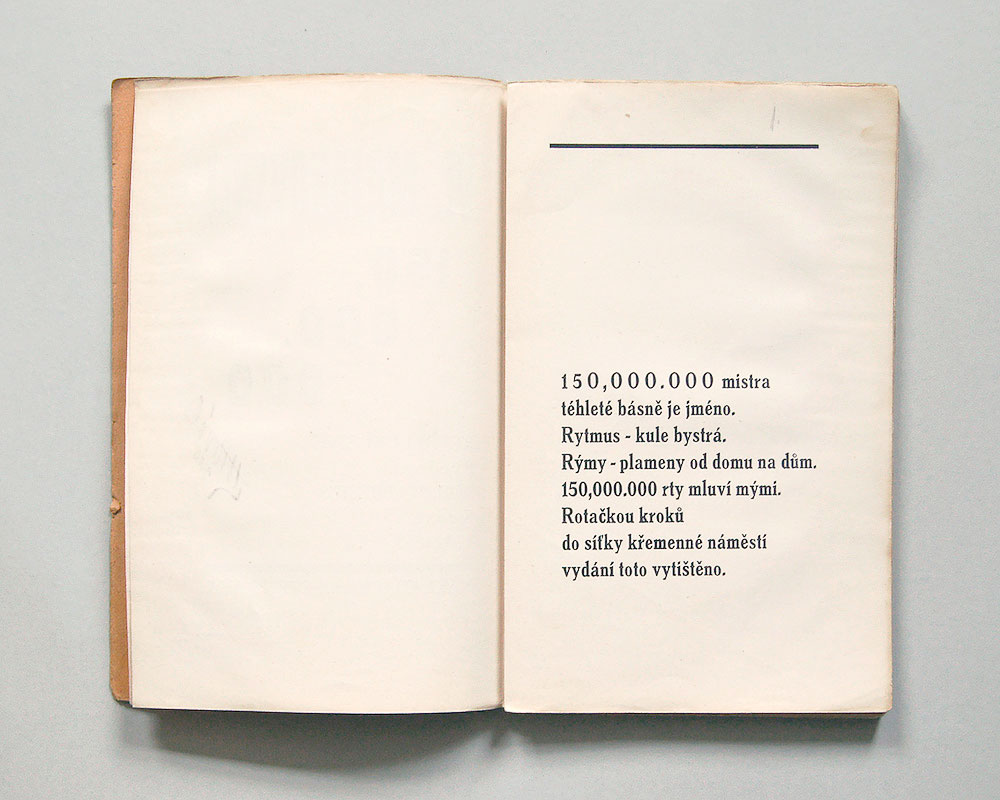 150,000.000 mistra
téhleté básně je jméno.
Rytmus - kule bystrá.
Rýmy - plameny od domu na dům.
150,000.000 rty mluví mými.
Rotačkou kroků
do síťky křemenné náměstí
vydání toto vytištěno.